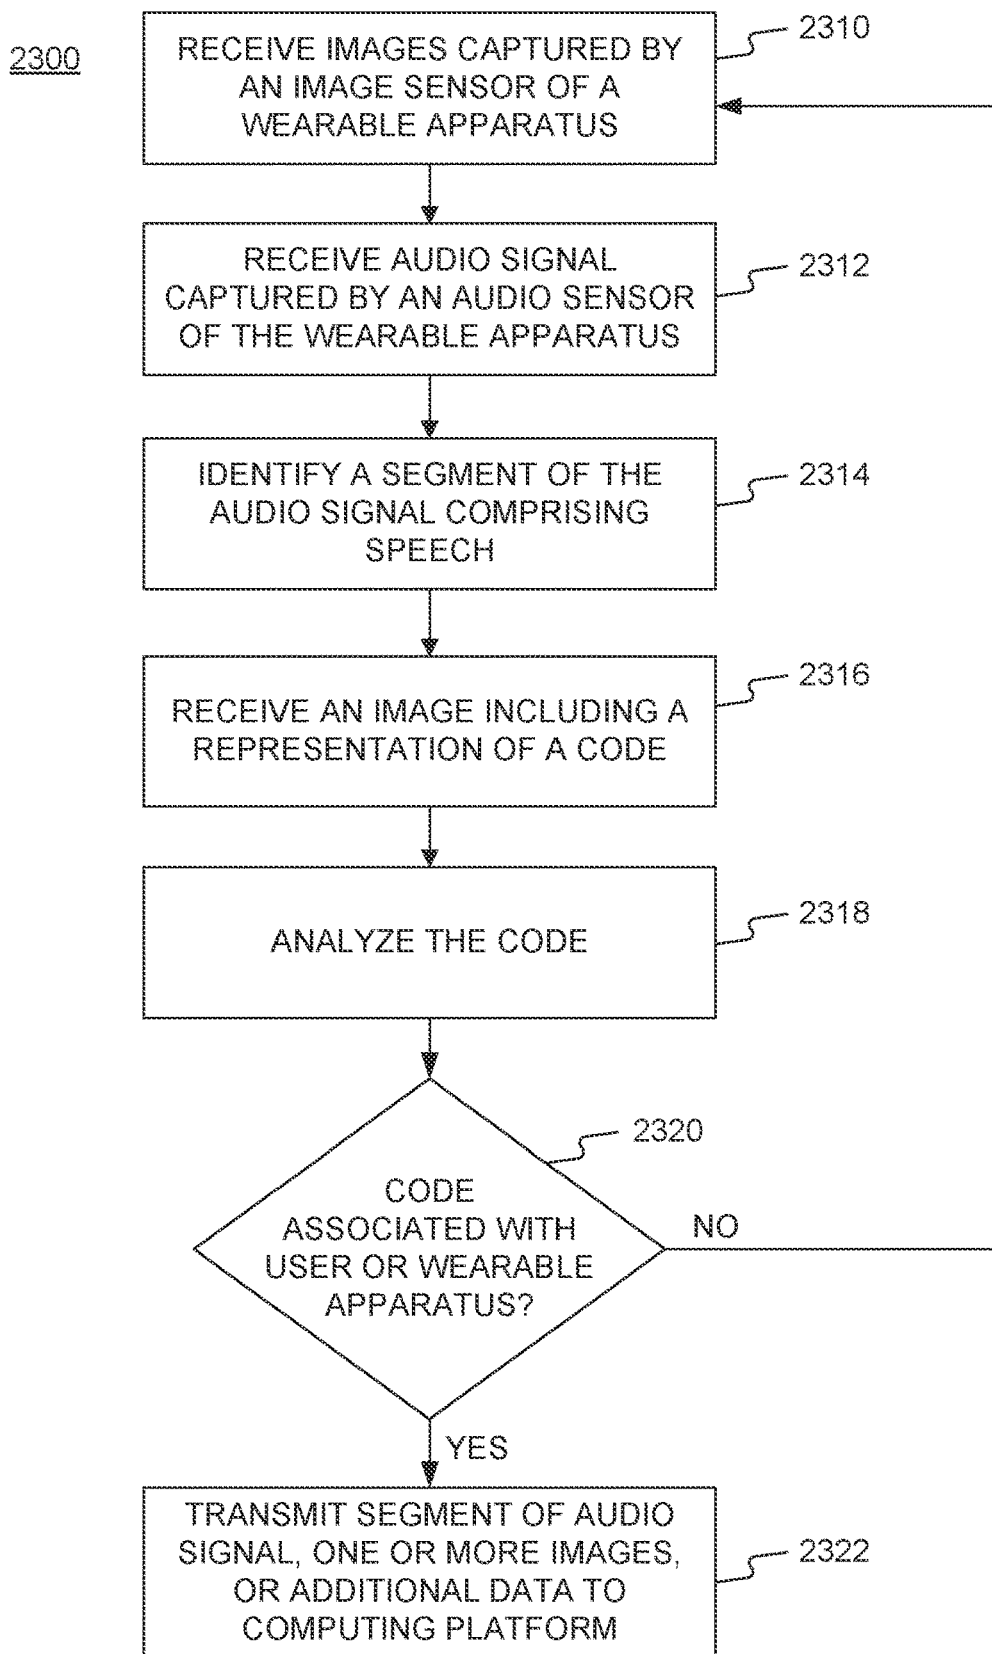 2300
RECEIVE IMAGES CAPTURED BY
AN IMAGE SENSOR OF A
WEARABLE APPARATUS
2310
RECEIVE AUDIO SIGNAL
CAPTURED BY AN AUDIO SENSOR
OF THE WEARABLE APPARATUS
2312
IDENTIFY A SEGMENT OF THE
AUDIO SIGNAL COMPRISING
SPEECH
2314
RECEIVE AN IMAGE INCLUDING A
REPRESENTATION OF A CODE
2316
ANALYZE THE CODE
2318
CODE
ASSOCIATED WITH
USER OR WEARABLE
APPARATUS?
2320
NO
YES
TRANSMIT SEGMENT OF AUDIO
SIGNAL, ONE OR MORE IMAGES,
OR ADDITIONAL DATA TO
COMPUTING PLATFORM
2322